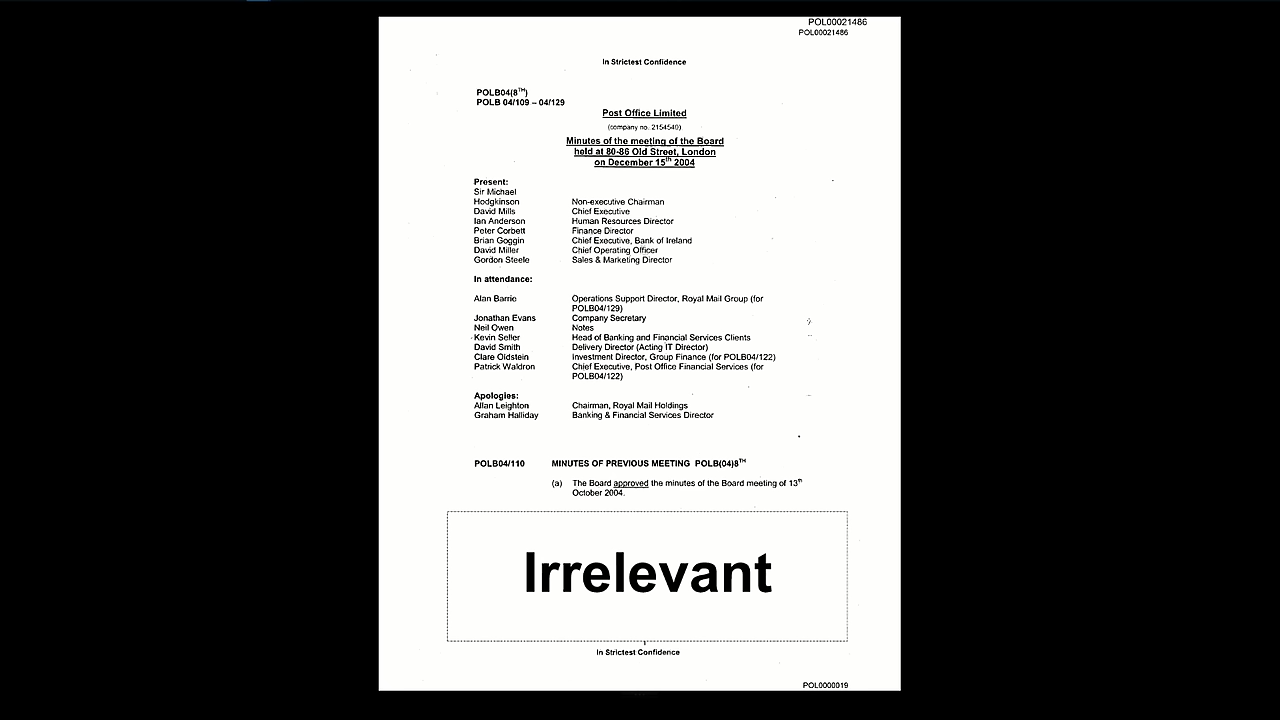 POL00021486
POL00021486
In Strictest Confidence
POLB04(8TH)
POLB 04/109 – 04/129
Post Office Limited
(company no. 2154540)
Minutes of the meeting of the Board
held at 80-86 Old Street, London
on December 15th 2004
Present:
Sir Michael
Hodgkinson Non-executive Chairman
David Mills Chief Executive
Ian Anderson Human Resources Director
Peter Corbett Finance Director
Brian Goggin Chief Executive, Bank of Ireland
David Miller Chief Operating Officer
Gordon Steele Sales & Marketing Director
In attendance:
Alan Barrie Operations Support Director, Royal Mail Group (for
POLB04/129)
Jonathan Evans Company Secretary
Neil Owen Notes
Kevin Seller Head of Banking and Financial Services Clients
David Smith Delivery Director (Acting IT Director)
Clare Oldstein Investment Director, Group Finance (for POLB04/122)
Patrick Waldron Chief Executive, Post Office Financial Services (for
POLB04/122)
Apologies:
Allan Leighton Chairman, Royal Mail Holdings
Graham Halliday Banking & Financial Services Director
POLB04/110 MINUTES OF PREVIOUS MEETING POLB(04)8TH
(a) The Board approved the minutes of the Board meeting of 13th
October 2004.
Irrelevant
In Strictest Confidence
POL0000019